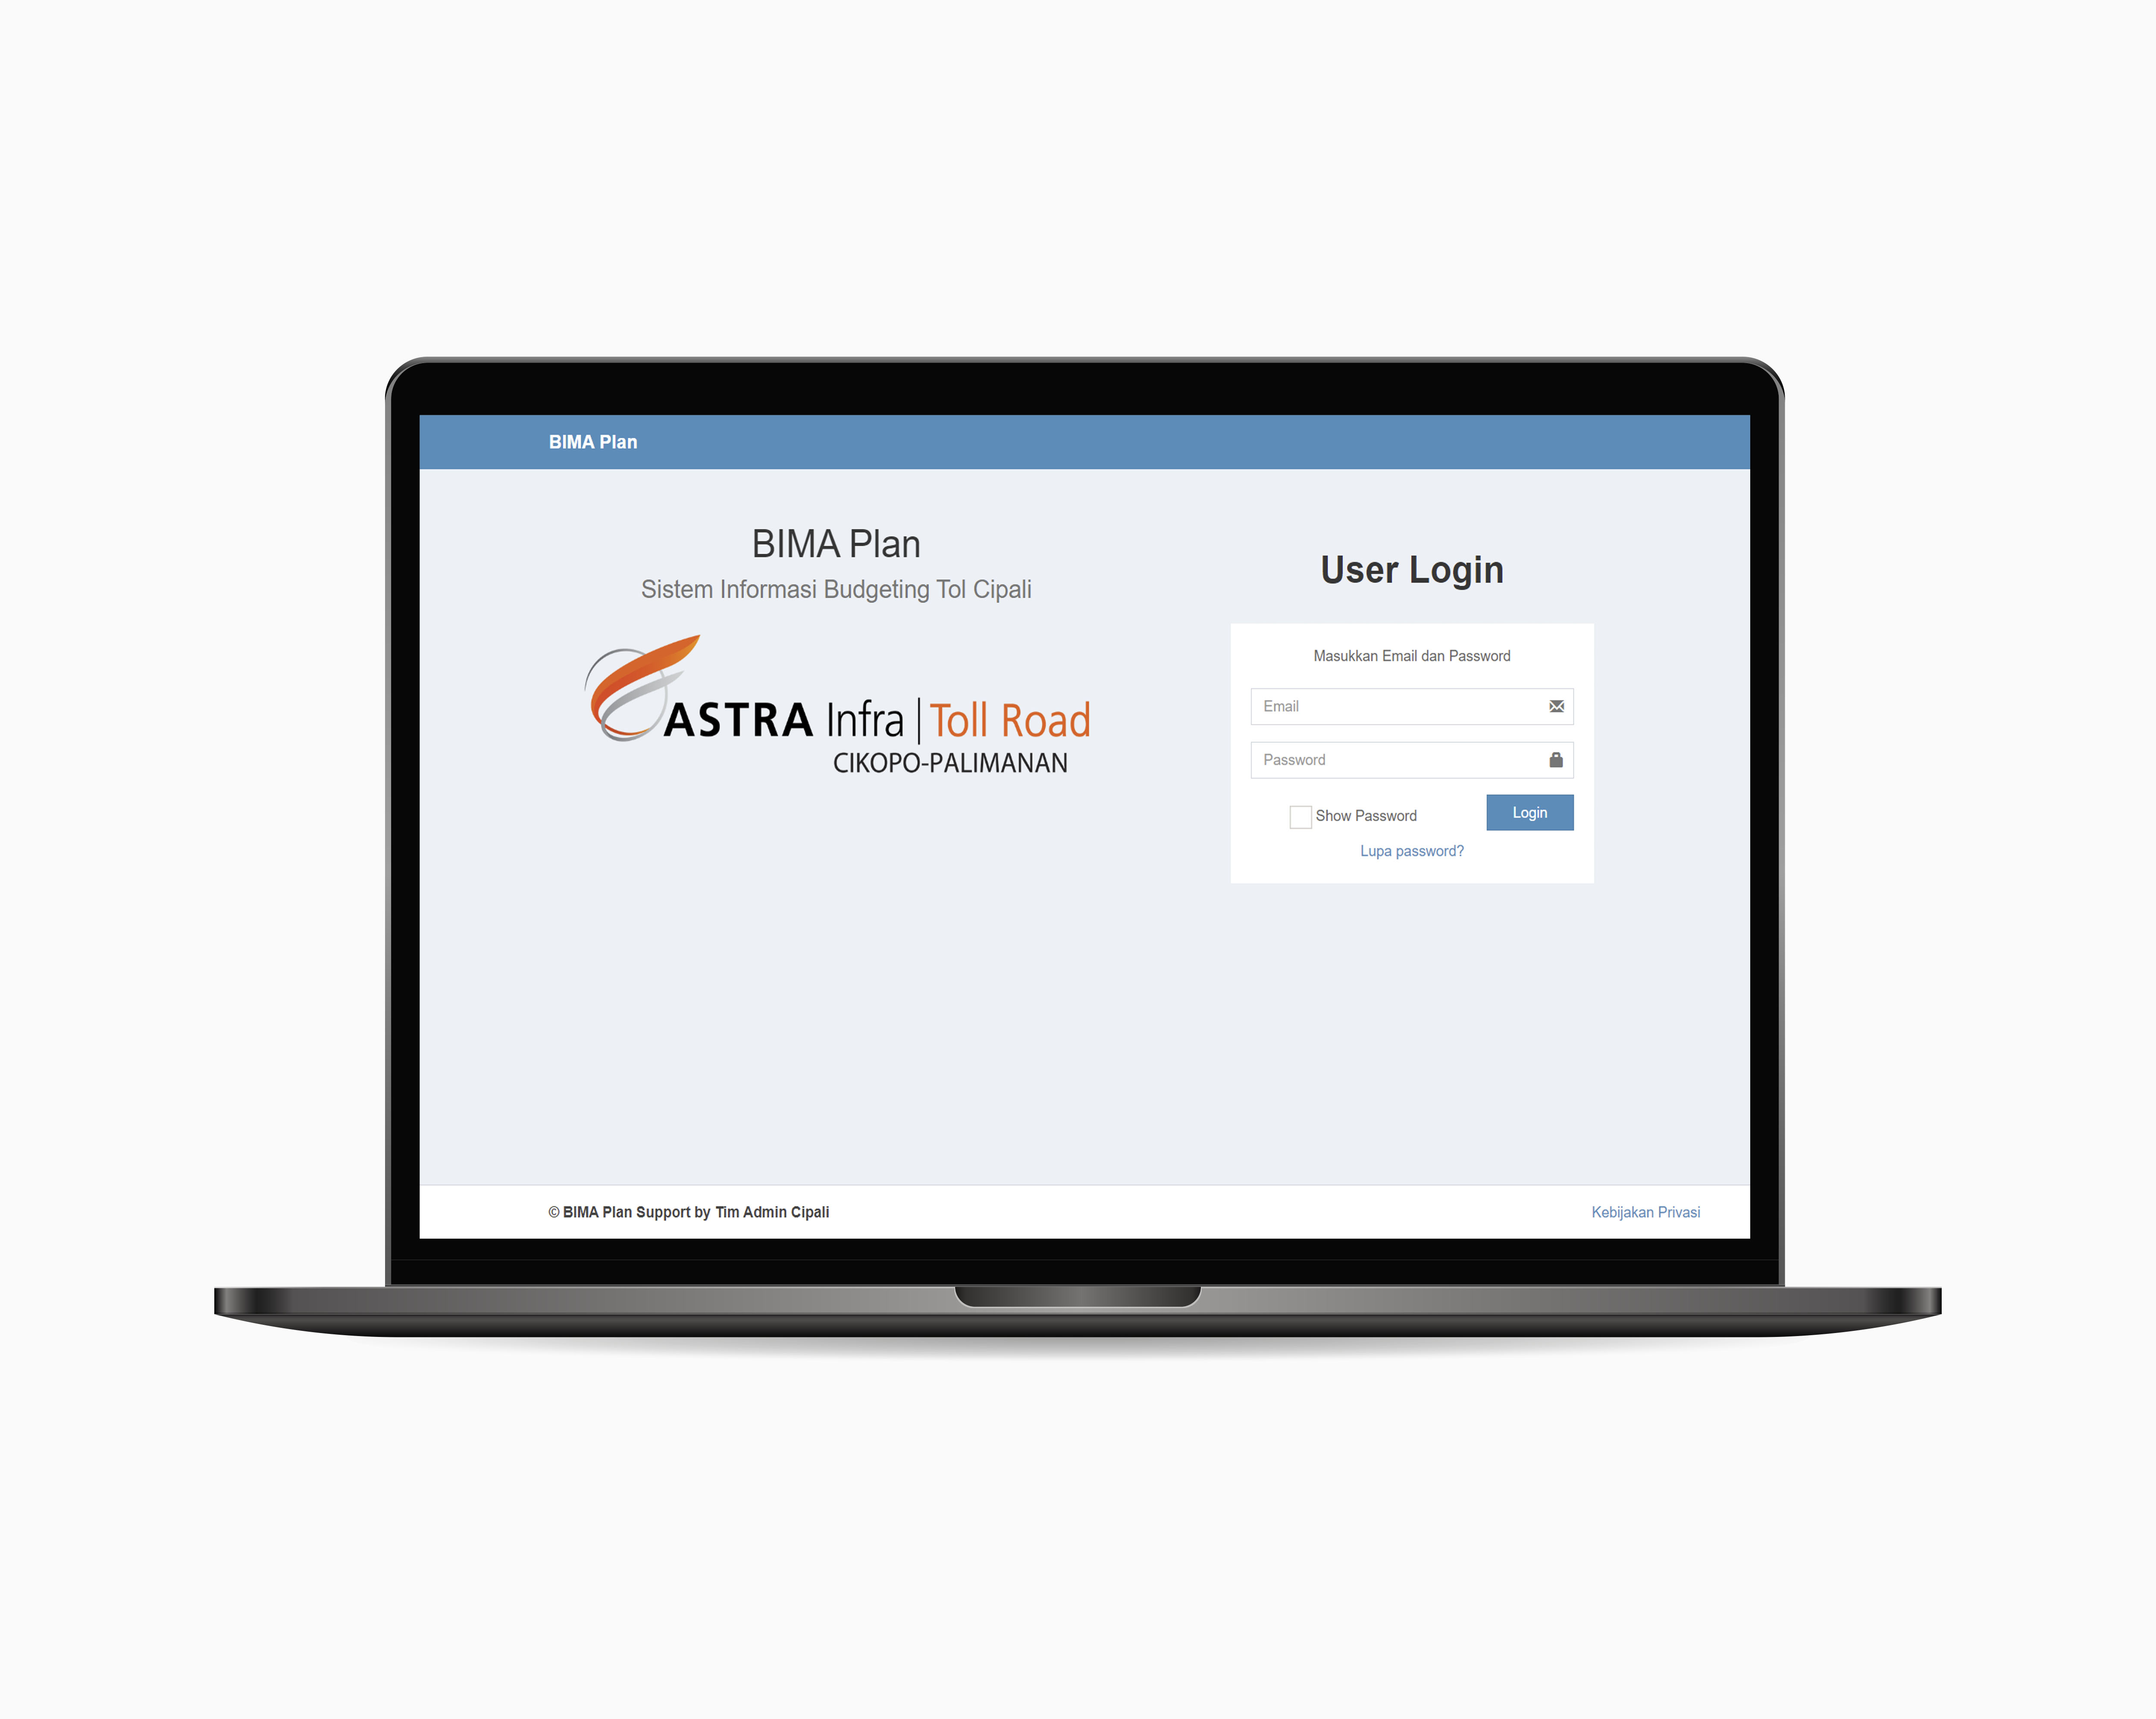 BIMA Plan
BIMA Plan
Sistem Informasi Budgeting Tol Cipali
ASTRA Infra | Toll Road
CIKOPO-PALIMANAN
User Login
Masukkan Email dan Password
Email
Password
Show Password
Login
Lupa password?
© BIMA Plan Support by Tim Admin Cipali
Kebijakan Privasi